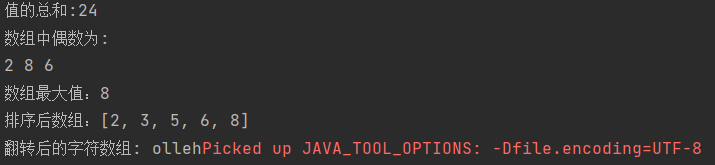 值的总和:24
数组中偶数为:
2 8 6
数组最大值：8
排序后数组：[2, 3, 5, 6, 8]
翻转后的字符数组: ollehPicked up JAVA_TOOL_OPTIONS: -Dfile.encoding=UTF-8